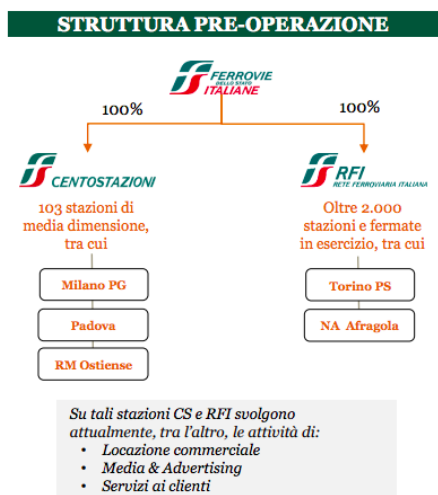 STRUTTURA PRE-OPERAZIONE
FERROVIE
DELLO STATO
ITALIANE
100%
100%
CENTOSTAZIONI
RFI
RETE FERROVIARIA ITALIANA
103 stazioni di
media dimensione,
tra cui
Oltre 2.000
stazioni e fermate
in esercizio, tra cui
Milano PG
Torino PS
Padova
NA Afragola
RM Ostiense
Su tali stazioni CS e RFI svolgono
attualmente, tra l'altro, le attività di:
• Locazione commerciale
• Media & Advertising
• Servizi ai clienti